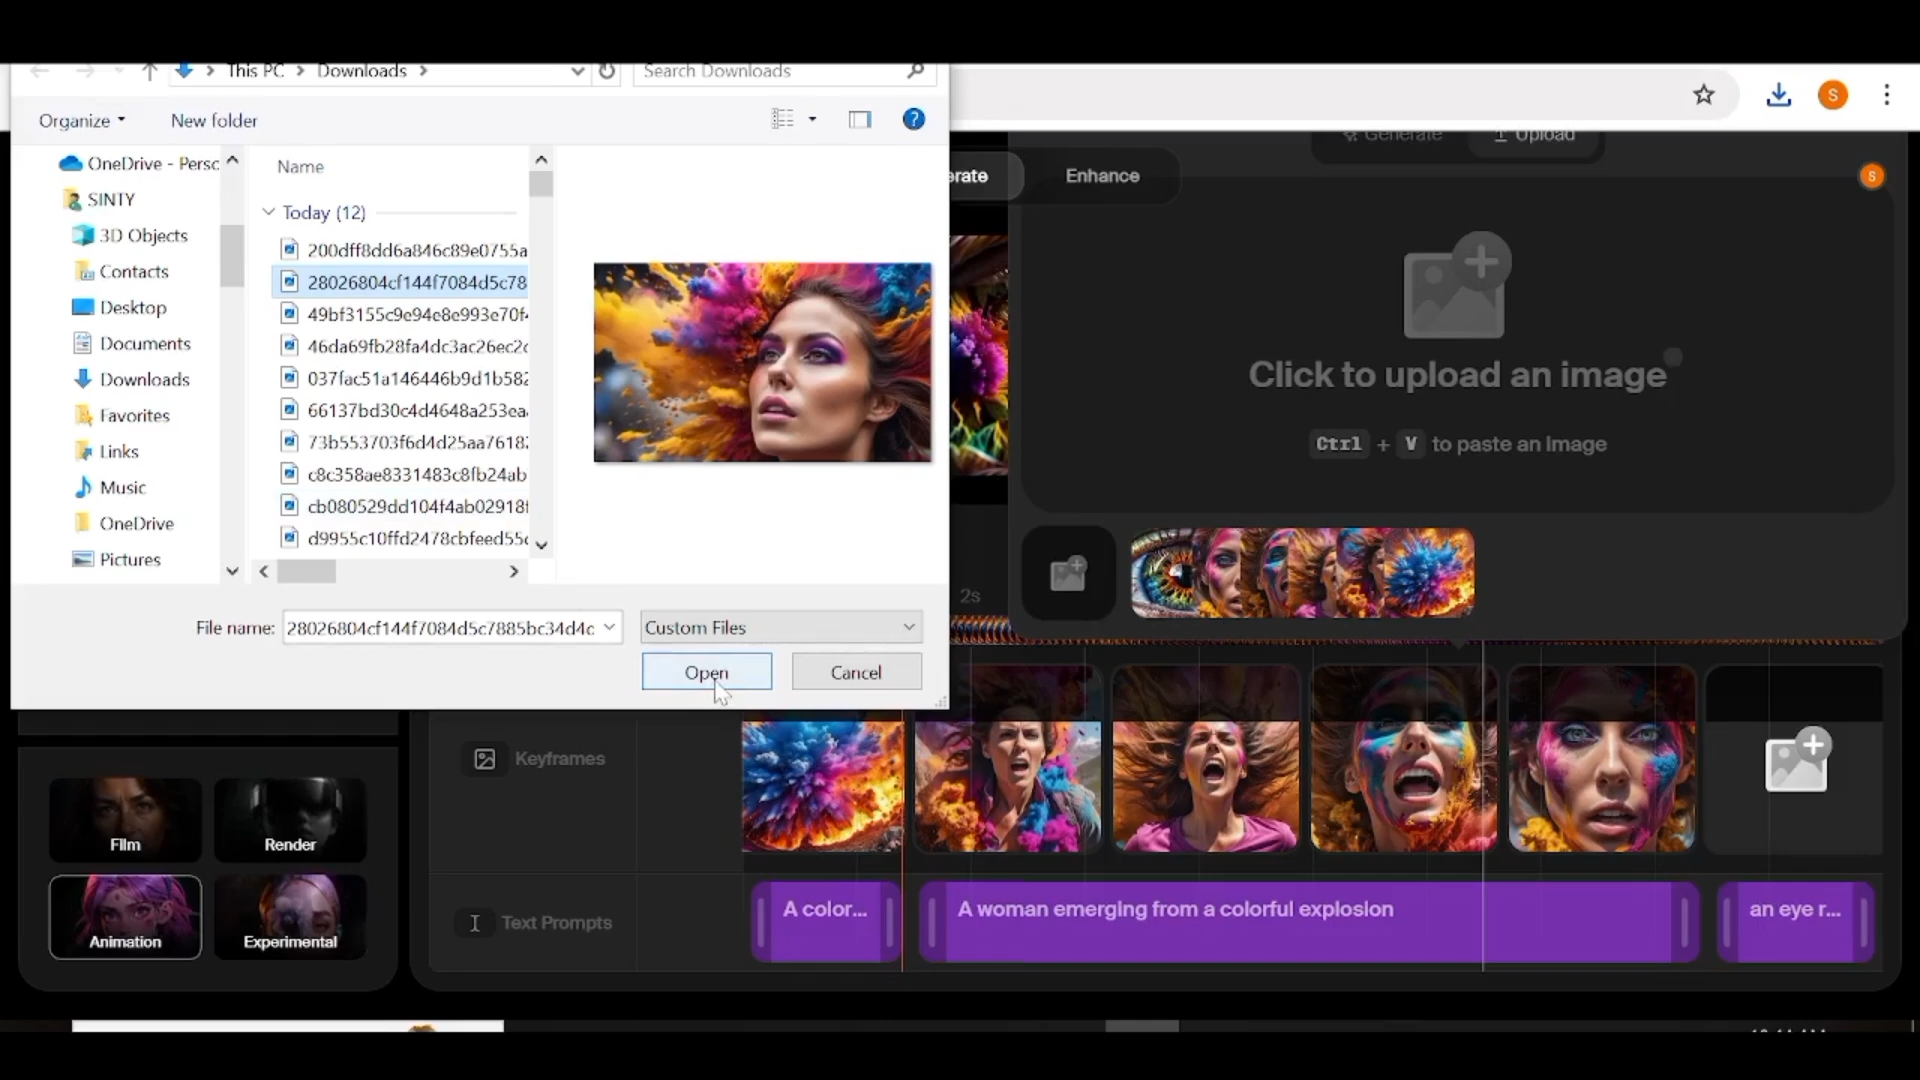 This PC > Downloads >
Search Downloads
Organize
New folder
?
OneDrive - Persc
SINTY
3D Objects
Contacts
Desktop
Documents
Downloads
Favorites
Links
Music
OneDrive
Pictures
Name
Today (12)
200dff8dd6a846c89e0755a
28026804cf144f7084d5c78
49bf3155c9e94e8e993e70f
46da69fb28fa4dc3ac26ec2
037fac51a146446b9d1b582
66137bd30c4d4648a253ea
73b553703f6d4d25aa7618
c8c358ae8331483c8fb24ab
cb080529dd104f4ab02918
d9955c10ffd2478cbfeed55
File name:
28026804cf144f7084d5c7885bc34d4c
Custom Files
Open
Cancel
S
Generate
Upload
erate
Enhance
S
Click to upload an image
Ctrl + V to paste an Image
2s
Keyframes
Film
Render
Animation
Experimental
Text Prompts
A color...
A woman emerging from a colorful explosion
an eye r...